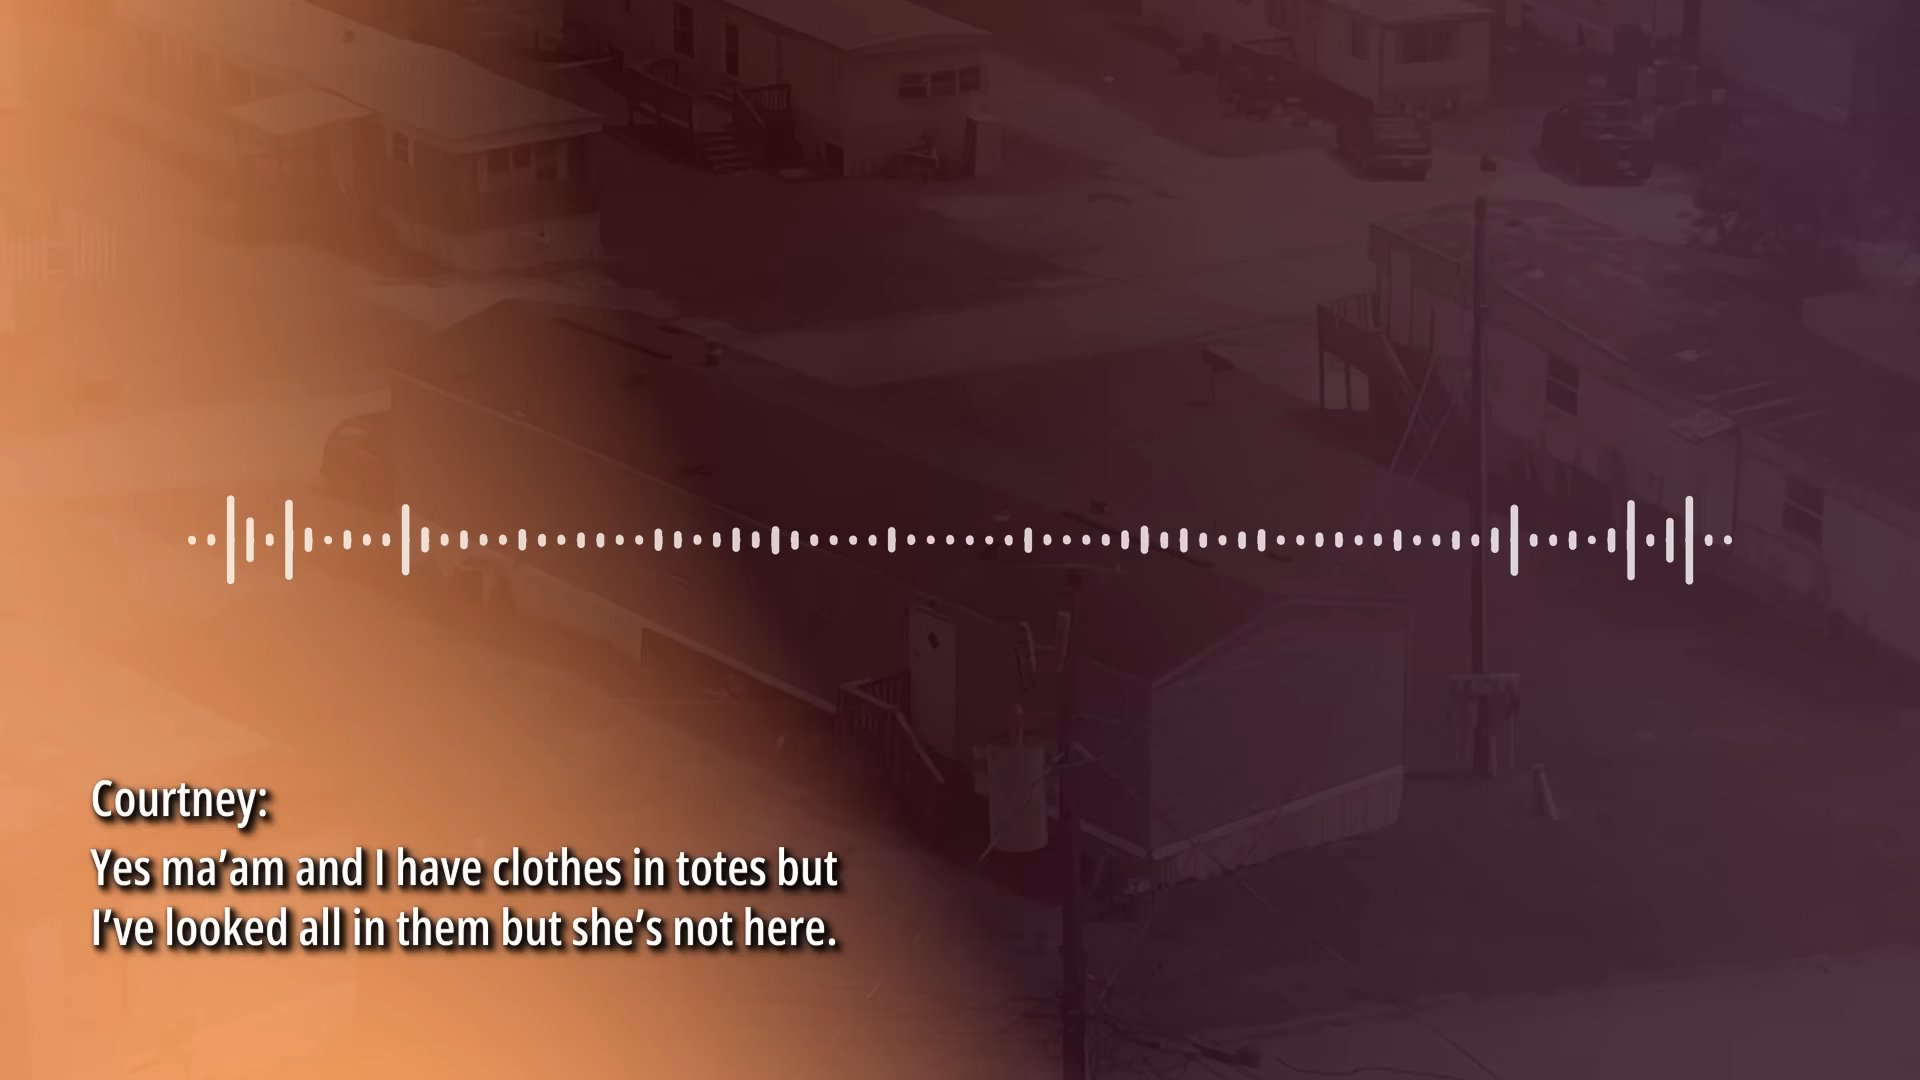 Courtney:
Yes ma’am and I have clothes in totes but
I’ve looked all in them but she’s not here.